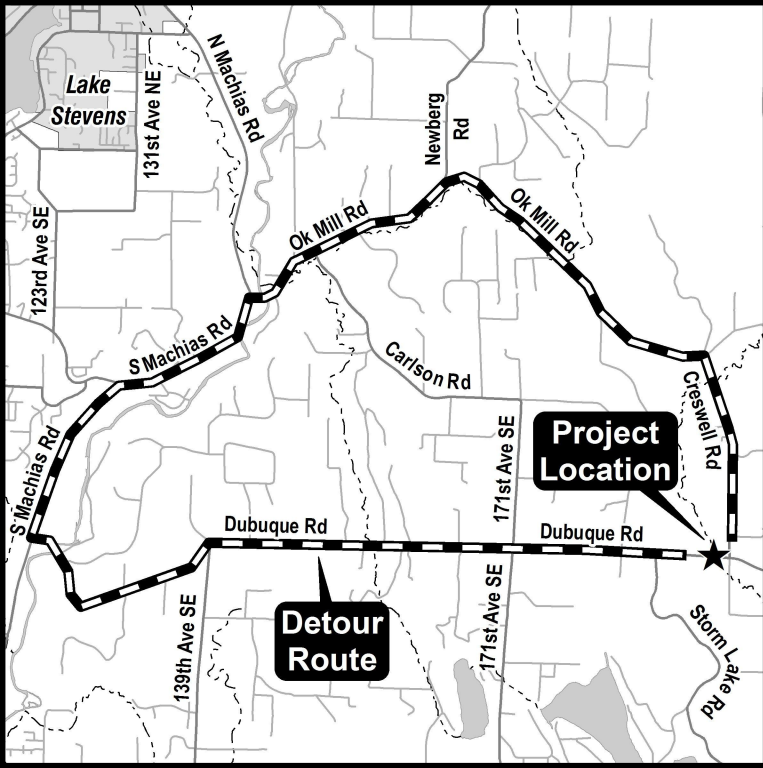 Lake
Stevens
131st Ave NE
N Machias Rd
Newberg
Rd
Ok Mill Rd
Ok Mill Rd
123rd Ave SE
S Machias Rd
Carlson Rd
Creswell Rd
Project
Location
171st Ave SE
S Machias Rd
Dubuque Rd
Dubuque Rd
Detour
Route
139th Ave SE
171st Ave SE
Storm Lake Rd